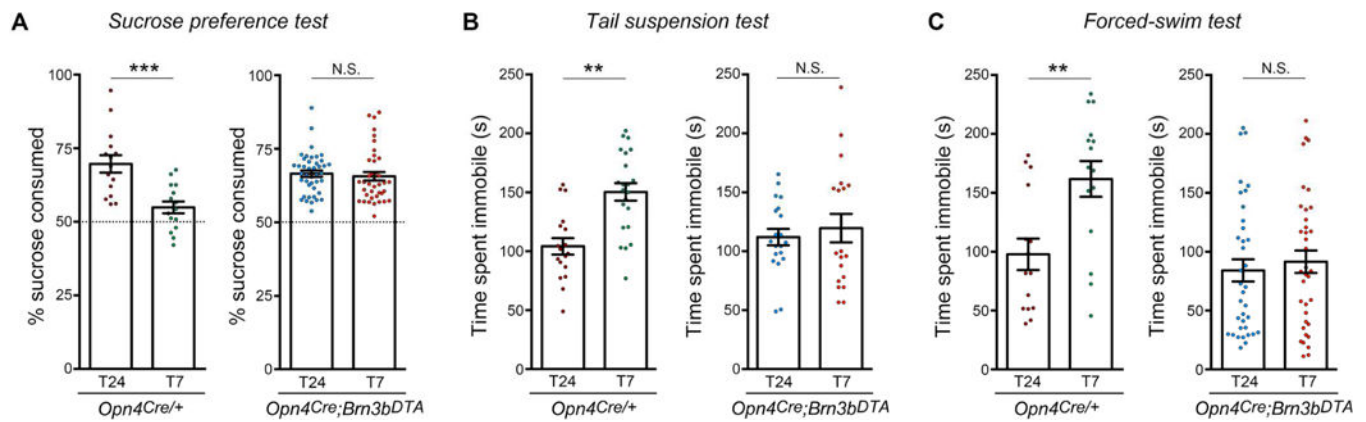 A Sucrose preference test
B Tail suspension test
C Forced-swim test
% sucrose consumed
100
75
50
25
0
***
T24 T7
Opn4Cre/+
% sucrose consumed
100
75
50
25
0
N.S.
T24 T7
Opn4Cre;Brn3bDTA
Time spent immobile (s)
250
200
150
100
50
0
**
T24 T7
Opn4Cre/+
Time spent immobile (s)
250
200
150
100
50
0
N.S.
T24 T7
Opn4Cre;Brn3bDTA
Time spent immobile (s)
250
200
150
100
50
0
**
T24 T7
Opn4Cre/+
Time spent immobile (s)
250
200
150
100
50
0
N.S.
T24 T7
Opn4Cre;Brn3bDTA